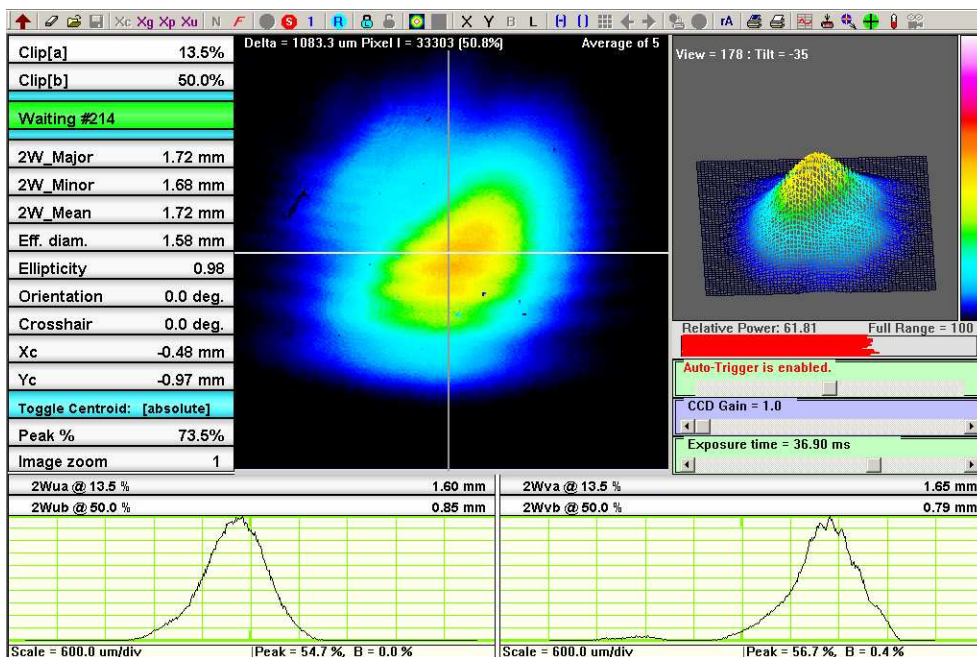 Xc Xg Xp Xu N F S 1 R X Y B L rA
Clip[a] 13.5%
Clip[b] 50.0%
Waiting #214
2W_Major 1.72 mm
2W_Minor 1.68 mm
2W_Mean 1.72 mm
Eff. diam. 1.58 mm
Ellipticity 0.98
Orientation 0.0 deg.
Crosshair 0.0 deg.
Xc -0.48 mm
Yc -0.97 mm
Toggle Centroid: [absolute]
Peak % 73.5%
Image zoom 1
Delta = 1083.3 um Pixel I = 33303 (50.8%) Average of 5
View = 178 : Tilt = -35
Relative Power: 61.81 Full Range = 100
Auto-Trigger is enabled.
CCD Gain = 1.0
Exposure time = 36.90 ms
2Wua @ 13.5 % 1.60 mm
2Wub @ 50.0 % 0.85 mm
Scale = 600.0 um/div Peak = 54.7 %, B = 0.0 %
2Wva @ 13.5 % 1.65 mm
2Wvb @ 50.0 % 0.79 mm
Scale = 600.0 um/div Peak = 56.7 %, B = 0.4 %